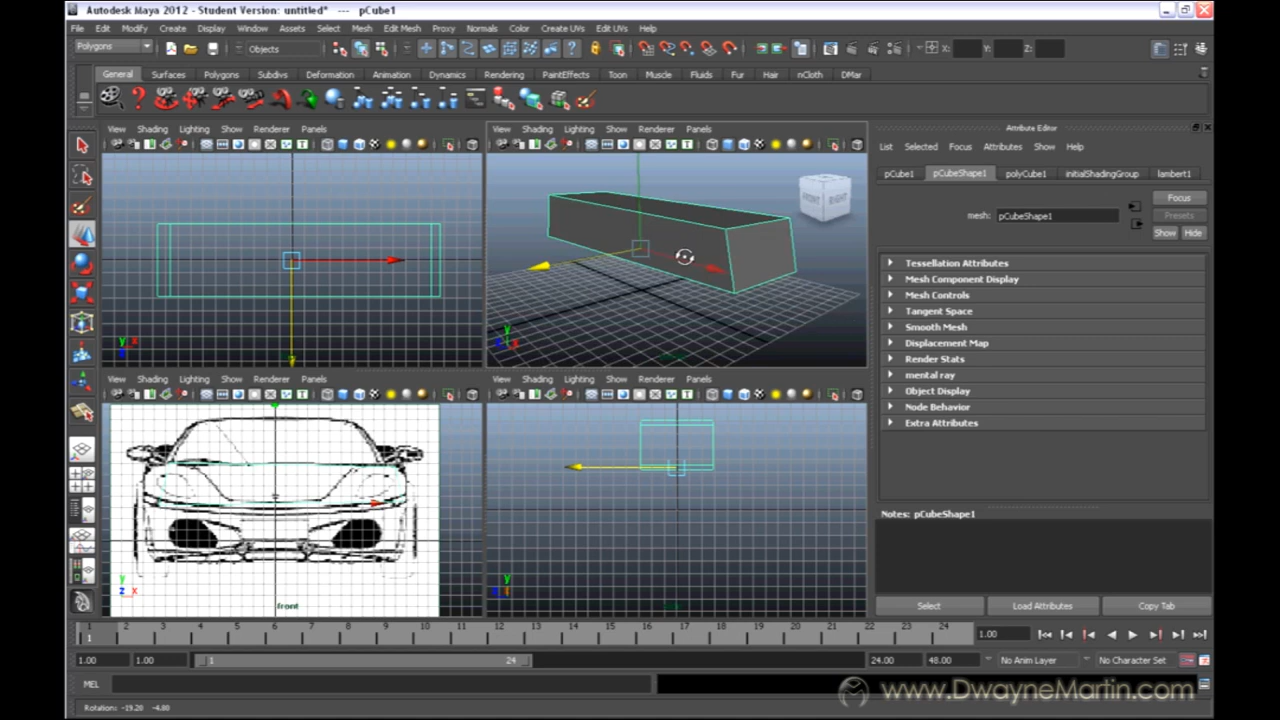 Autodesk Maya 2012 - Student Version: untitled* --- pCube1
File Edit Modify Create Display Window Assets Select Mesh Edit Mesh Proxy Normals Color Create UVs Edit UVs Help
Polygons Objects X: Y: Z:
General Surfaces Polygons Subdivs Deformation Animation Dynamics Rendering PaintEffects Toon Muscle Fluids Fur Hair nCloth DMar
View Shading Lighting Show Renderer Panels
View Shading Lighting Show Renderer Panels
Attribute Editor
List Selected Focus Attributes Show Help
pCube1 pCubeShape1 polyCube1 initialShadingGroup lambert1
FRONT RIGHT
mesh: pCubeShape1
Focus
Presets
Show Hide
Tessellation Attributes
Mesh Component Display
Mesh Controls
Tangent Space
Smooth Mesh
Displacement Map
Render Stats
mental ray
Object Display
Node Behavior
Extra Attributes
y x
y x
View Shading Lighting Show Renderer Panels
View Shading Lighting Show Renderer Panels
y
z x
front
y
Notes: pCubeShape1
Select Load Attributes Copy Tab
1 2 3 4 5 6 7 8 9 10 11 12 13 14 15 16 17 18 19 20 21 22 23 24
1 1.00
1.00 1.00 1 24 24.00 48.00 No Anim Layer No Character Set
MEL
www.DwayneMartin.com
Rotation: -19.20 -4.80